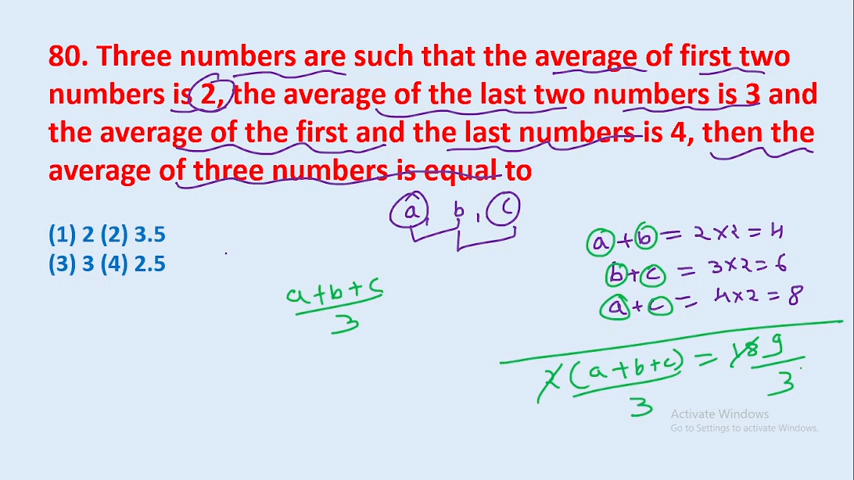 80. Three numbers are such that the average of first two
numbers is 2, the average of the last two numbers is 3 and
the average of the first and the last numbers is 4, then the
average of three numbers is equal to
(1) 2 (2) 3.5
(3) 3 (4) 2.5
a, b, c
a+b+c
3
a+b = 2×2=4
b+c = 3×2=6
a+c = 4×2=8
2(a+b+c) = 18 9
3 3
Activate Windows
Go to Settings to activate Windows.